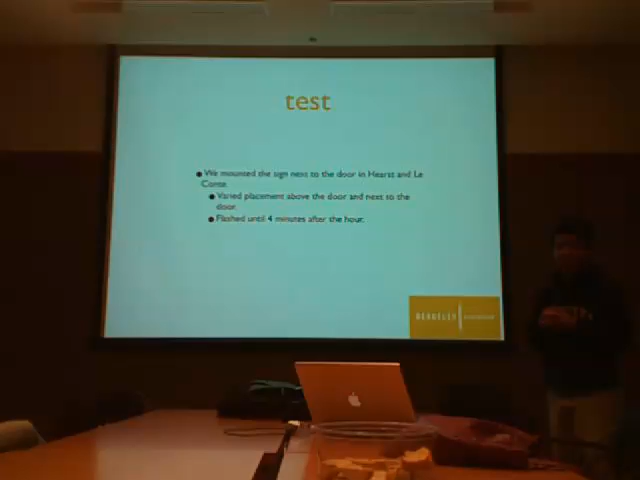 test
• We mounted the sign next to the door in Hearst and Le
Conte.
• Varied placement above the door and next to the
door.
• Flashed until 4 minutes after the hour.
BERKELEY